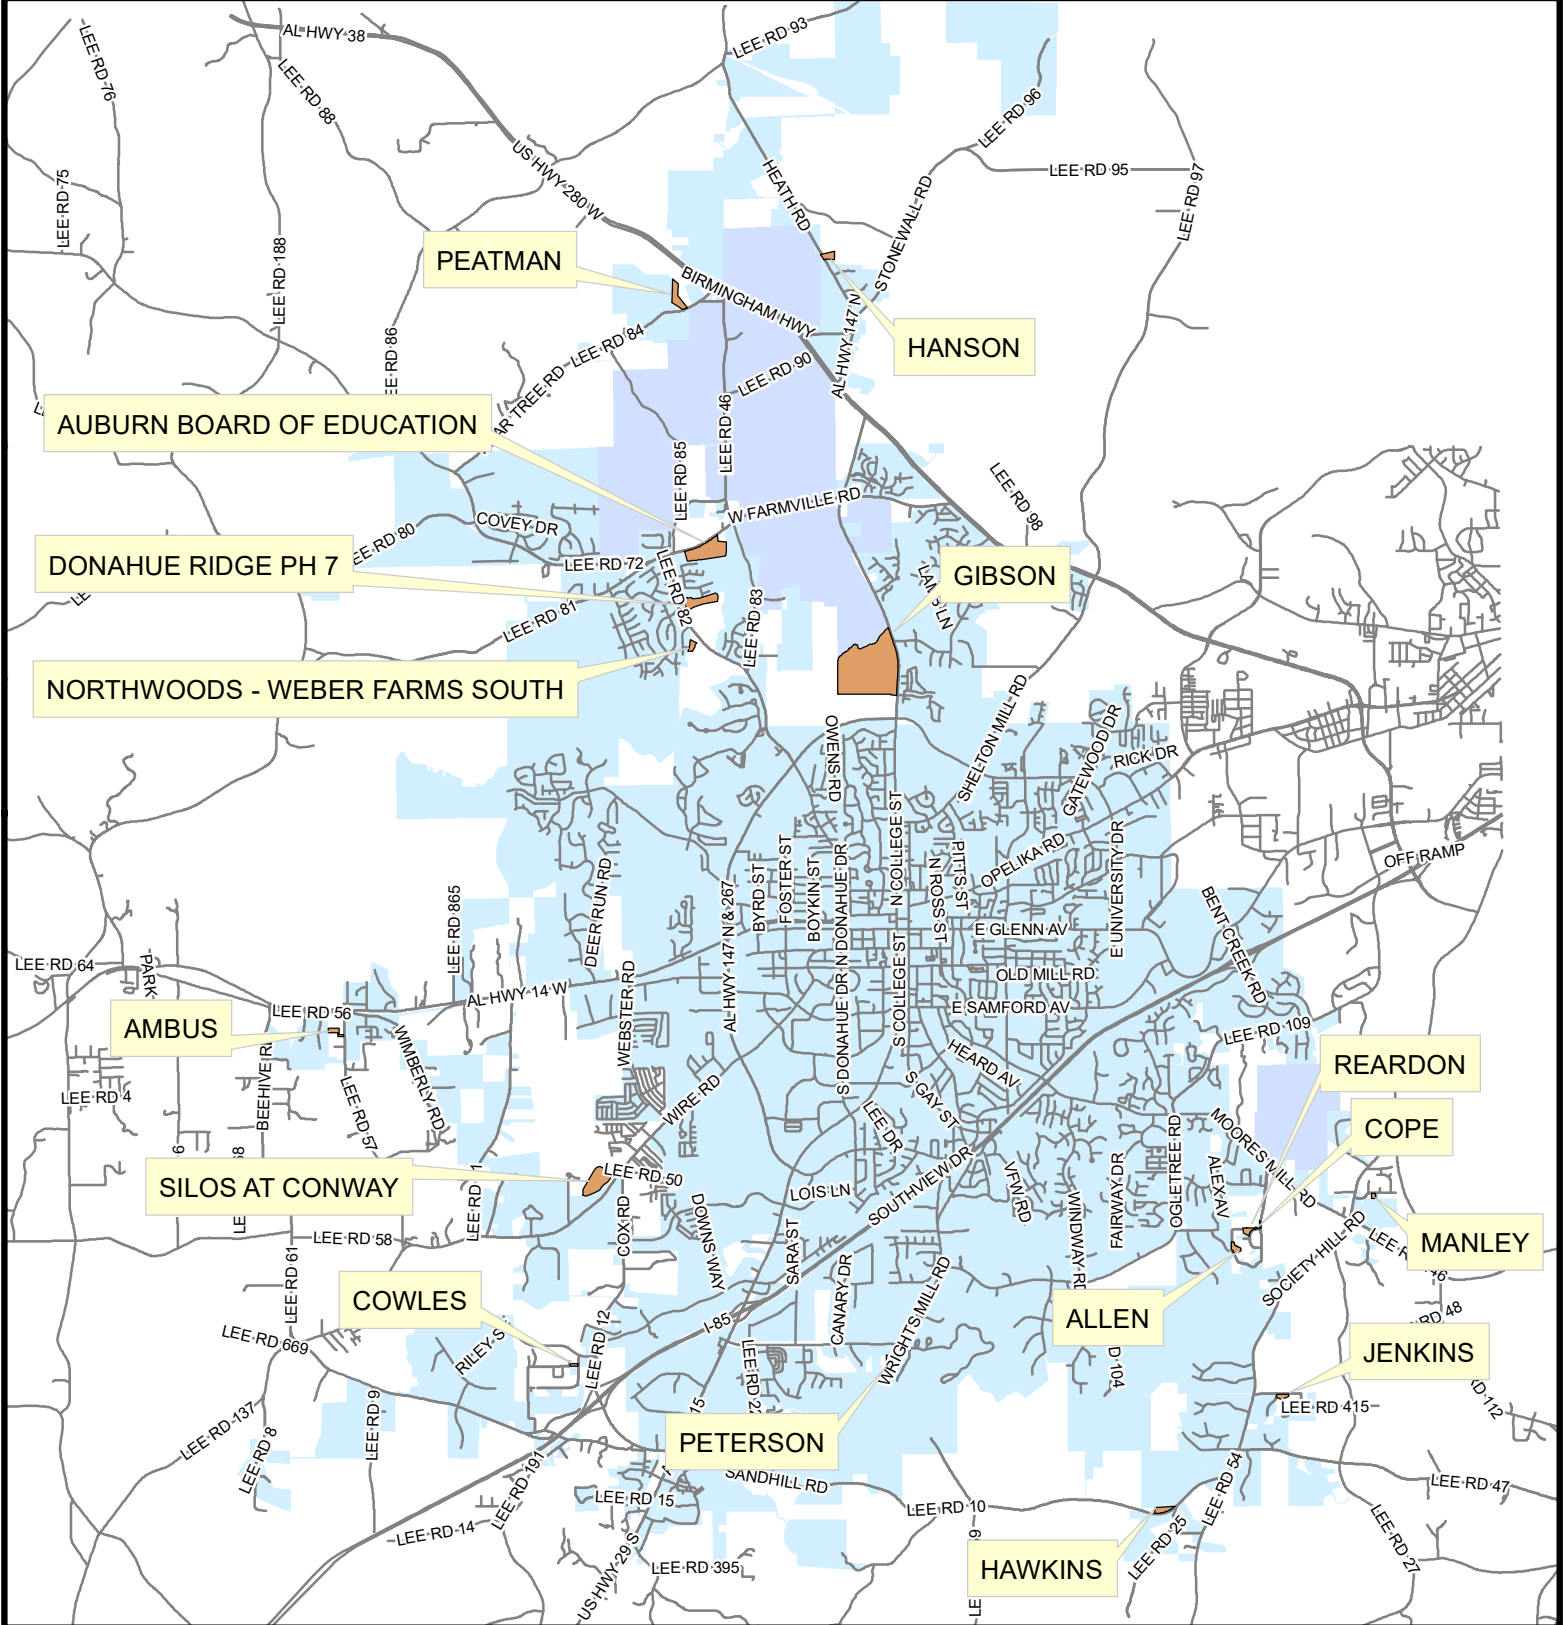 LEE RD 93
AL HWY 38
LEE RD 76
LEE RD 88
LEE RD 96
US HWY 280 W
LEE RD 95
LEE RD 97
LEE RD 75
HEATH RD
STONEWALL RD
LEE RD 188
PEATMAN
BIRMINGHAM HWY
AL HWY 147 N
HANSON
LEE RD 84
LEE RD 90
AUBURN BOARD OF EDUCATION
LEE RD 46
LEE RD 85
LEE RD 98
W FARMVILLE RD
COVEY DR
LEE RD 72
DONAHUE RIDGE PH 7
GIBSON
LEE RD 82
LEE RD 81
LEE RD 83
NORTHWOODS - WEBER FARMS SOUTH
OWENS RD
SHELTON MILL RD
GATEWOOD DR
RICK DR
OFF RAMP
N COLLEGE ST
PITTS ST
N ROSS ST
OPELIKA RD
E UNIVERSITY DR
DEER RUN RD
AL HWY 147 N & 267
BYRD ST
FOSTER ST
BOYKIN ST
N DONAHUE DR
S DONAHUE DR
S COLLEGE ST
E GLENN AV
OLD MILL RD
E SAMFORD AV
BENT CREEK RD
LEE RD 865
LEE RD 64
PARK
AL HWY 14 W
LEE RD 56
AMBUS
WEBSTER RD
WIMBERLY RD
LEE RD 109
HEARD AV
REARDON
LEE RD 4
LEE RD 57
WIRE RD
S GAY ST
LEE DR
COPE
MOORES MILL RD
SILOS AT CONWAY
LEE RD 50
LOIS LN
SOUTHVIEW DR
VFW RD
FAIRWAY DR
OGLETREE RD
ALEX AV
MANLEY
LEE RD 58
COX RD
DOWNS WAY
SARA ST
CANARY DR
WRIGHTS MILL RD
SOCIETY HILL RD
LEE RD 61
COWLES
LEE RD 12
I-85
ALLEN
JENKINS
LEE RD 669
LEE RD 415
LEE RD 137
LEE RD 8
LEE RD 9
PETERSON
LEE RD 191
LEE RD 54
SANDHILL RD
LEE RD 47
LEE RD 15
LEE RD 10
LEE RD 14
LEE RD 25
LEE RD 27
US HWY 29 S
LEE RD 395
HAWKINS